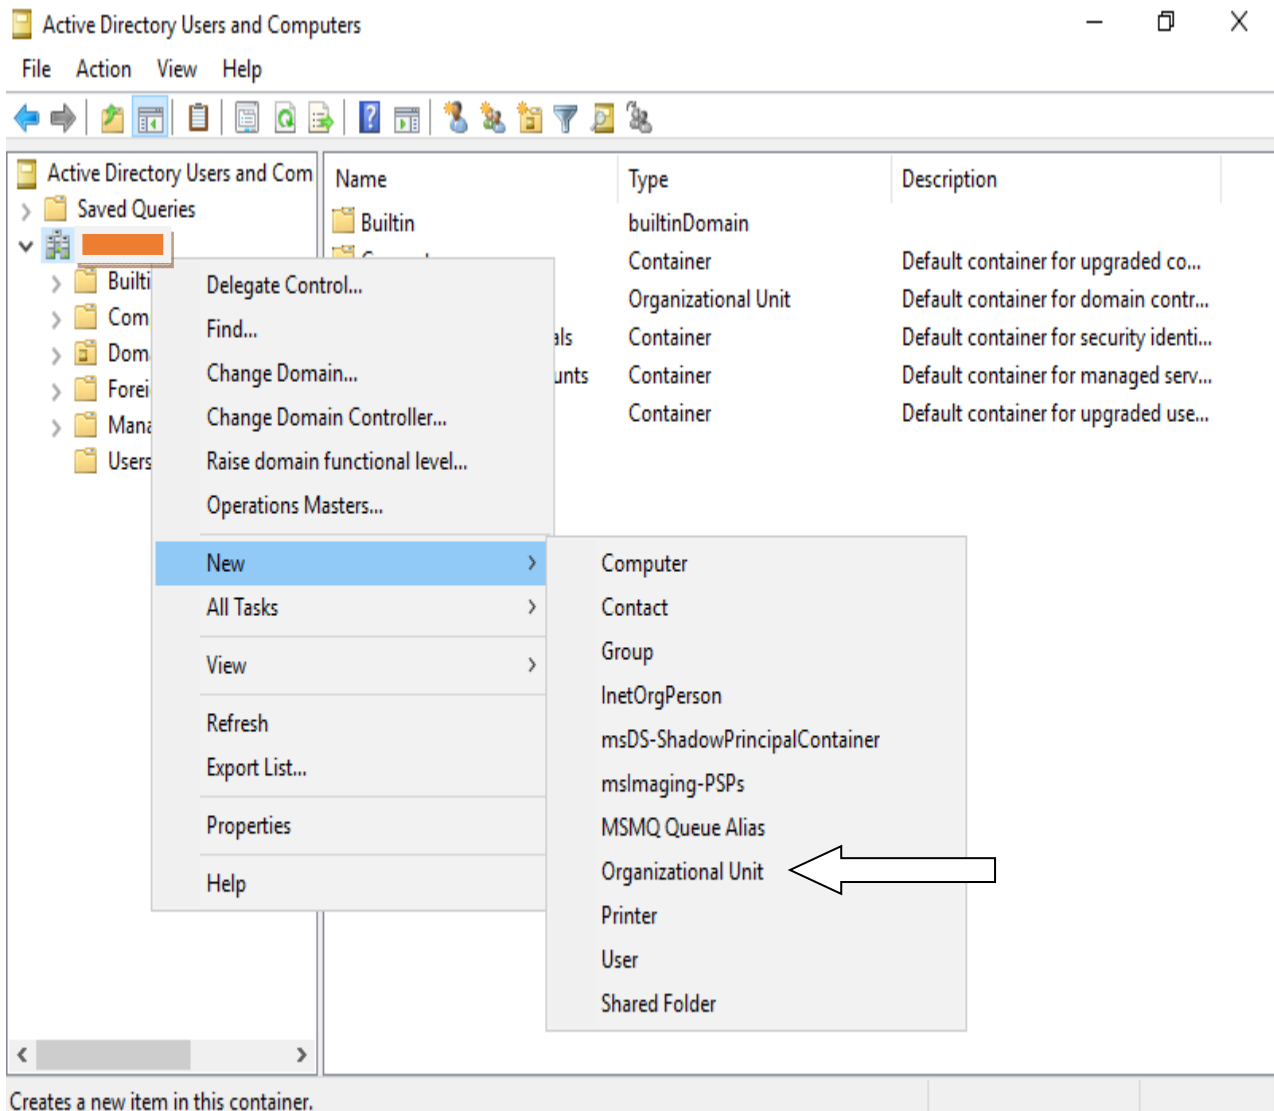 Active Directory Users and Computers
File Action View Help
Active Directory Users and Com
Saved Queries
Builti
Com
Dom
Forei
Mana
Users
Name Type Description
Builtin builtinDomain
Container Default container for upgraded co...
Organizational Unit Default container for domain contr...
als Container Default container for security identi...
unts Container Default container for managed serv...
Container Default container for upgraded use...
Delegate Control...
Find...
Change Domain...
Change Domain Controller...
Raise domain functional level...
Operations Masters...
New
All Tasks
View
Refresh
Export List...
Properties
Help
Computer
Contact
Group
InetOrgPerson
msDS-ShadowPrincipalContainer
msImaging-PSPs
MSMQ Queue Alias
Organizational Unit
Printer
User
Shared Folder
Creates a new item in this container.